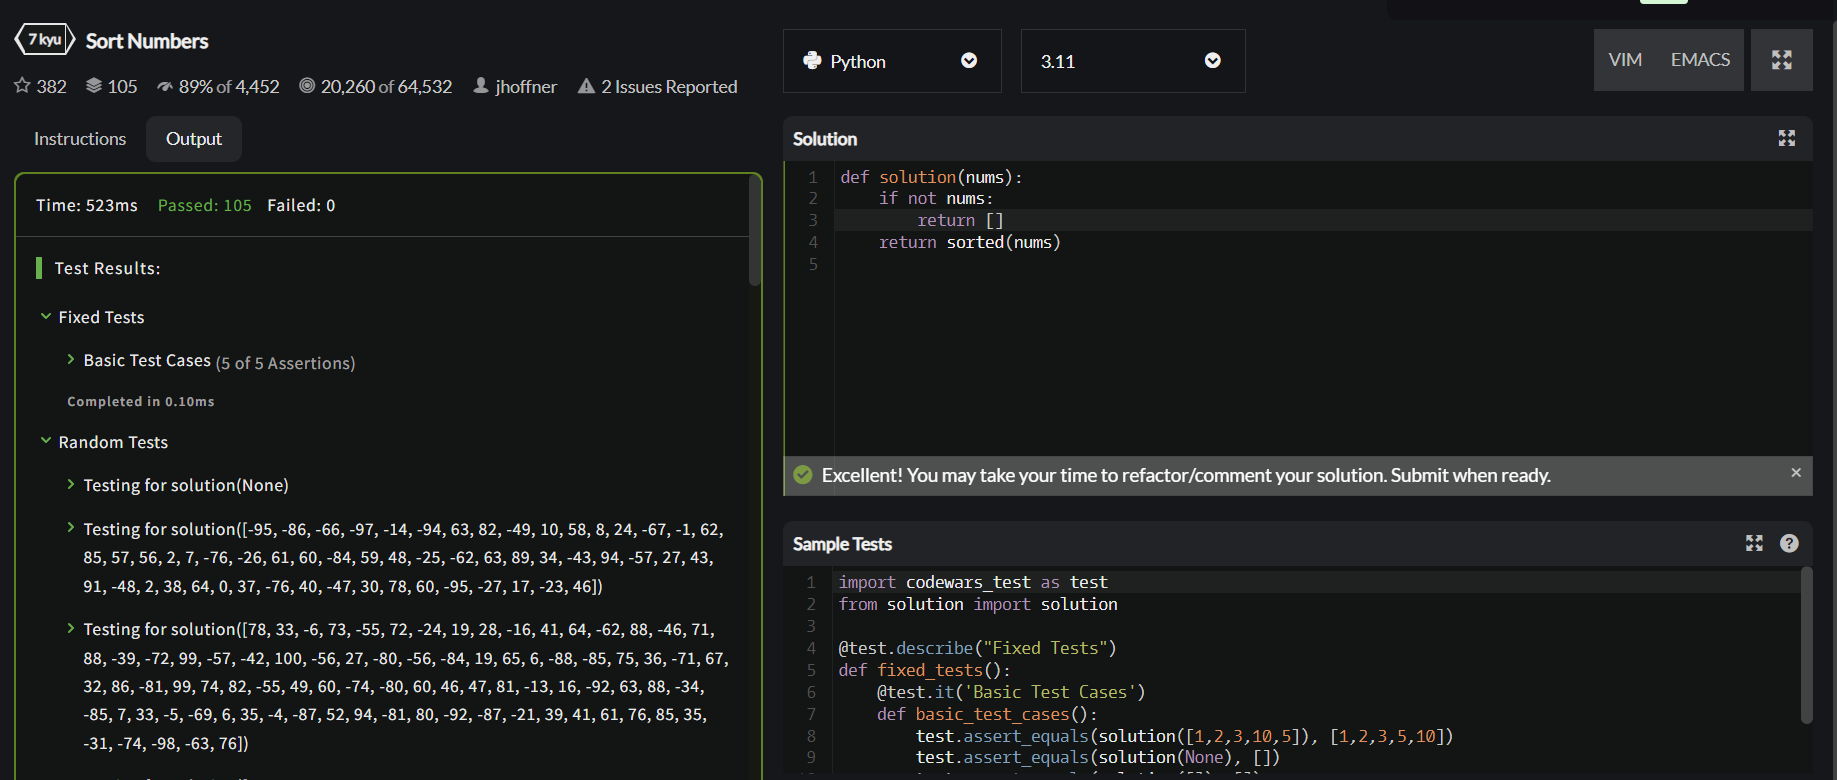 7 kyu Sort Numbers
382 105 89% of 4,452 20,260 of 64,532 jhoffner 2 Issues Reported
Instructions Output
Time: 523ms Passed: 105 Failed: 0
Test Results:
Fixed Tests
Basic Test Cases (5 of 5 Assertions)
Completed in 0.10ms
Random Tests
Testing for solution(None)
Testing for solution([-95, -86, -66, -97, -14, -94, 63, 82, -49, 10, 58, 8, 24, -67, -1, 62,
85, 57, 56, 2, 7, -76, -26, 61, 60, -84, 59, 48, -25, -62, 63, 89, 34, -43, 94, -57, 27, 43,
91, -48, 2, 38, 64, 0, 37, -76, 40, -47, 30, 78, 60, -95, -27, 17, -23, 46])
Testing for solution([78, 33, -6, 73, -55, 72, -24, 19, 28, -16, 41, 64, -62, 88, -46, 71,
88, -39, -72, 99, -57, -42, 100, -56, 27, -80, -56, -84, 19, 65, 6, -88, -85, 75, 36, -71, 67,
32, 86, -81, 99, 74, 82, -55, 49, 60, -74, -80, 60, 46, 47, 81, -13, 16, -92, 63, 88, -34,
-85, 7, 33, -5, -69, 6, 35, -4, -87, 52, 94, -81, 80, -92, -87, -21, 39, 41, 61, 76, 85, 35,
-31, -74, -98, -63, 76])
Python 3.11 VIM EMACS
Solution
1 def solution(nums):
2     if not nums:
3         return []
4     return sorted(nums)
5
Excellent! You may take your time to refactor/comment your solution. Submit when ready. ×
Sample Tests ?
1 import codewars_test as test
2 from solution import solution
3
4 @test.describe("Fixed Tests")
5 def fixed_tests():
6     @test.it('Basic Test Cases')
7     def basic_test_cases():
8         test.assert_equals(solution([1,2,3,10,5]), [1,2,3,5,10])
9         test.assert_equals(solution(None), [])